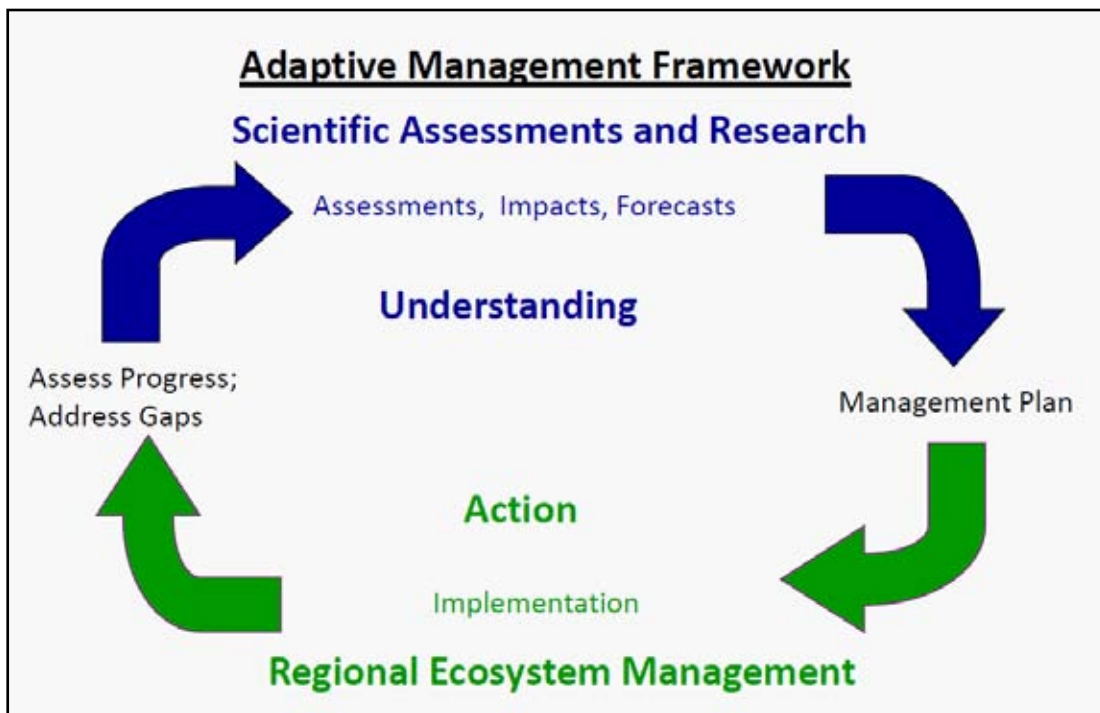 Adaptive Management Framework
Scientific Assessments and Research
Assessments, Impacts, Forecasts
Understanding
Assess Progress;
Address Gaps
Management Plan
Action
Implementation
Regional Ecosystem Management